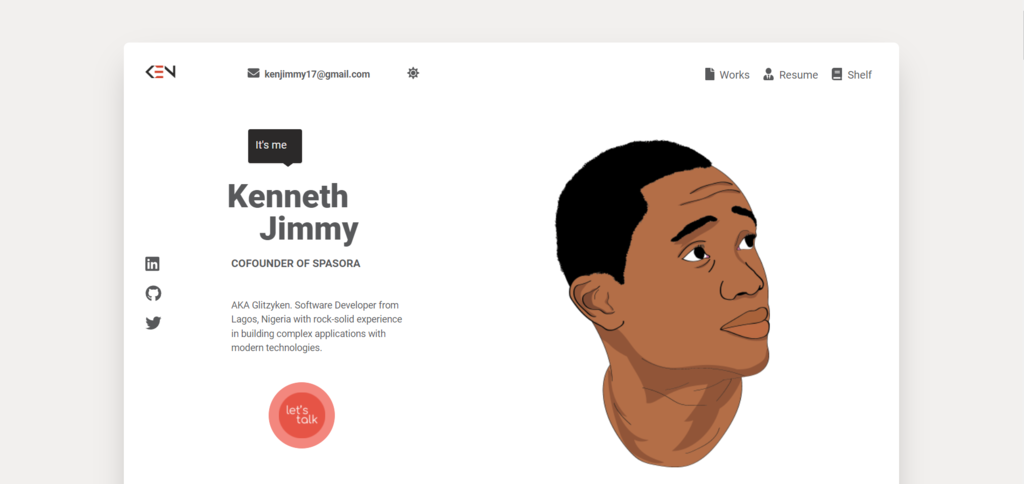 KEN
kenjimmy17@gmail.com
Works
Resume
Shelf
It's me
Kenneth
Jimmy
COFOUNDER OF SPASORA
AKA Glitzyken. Software Developer from
Lagos, Nigeria with rock-solid experience
in building complex applications with
modern technologies.
let's
talk